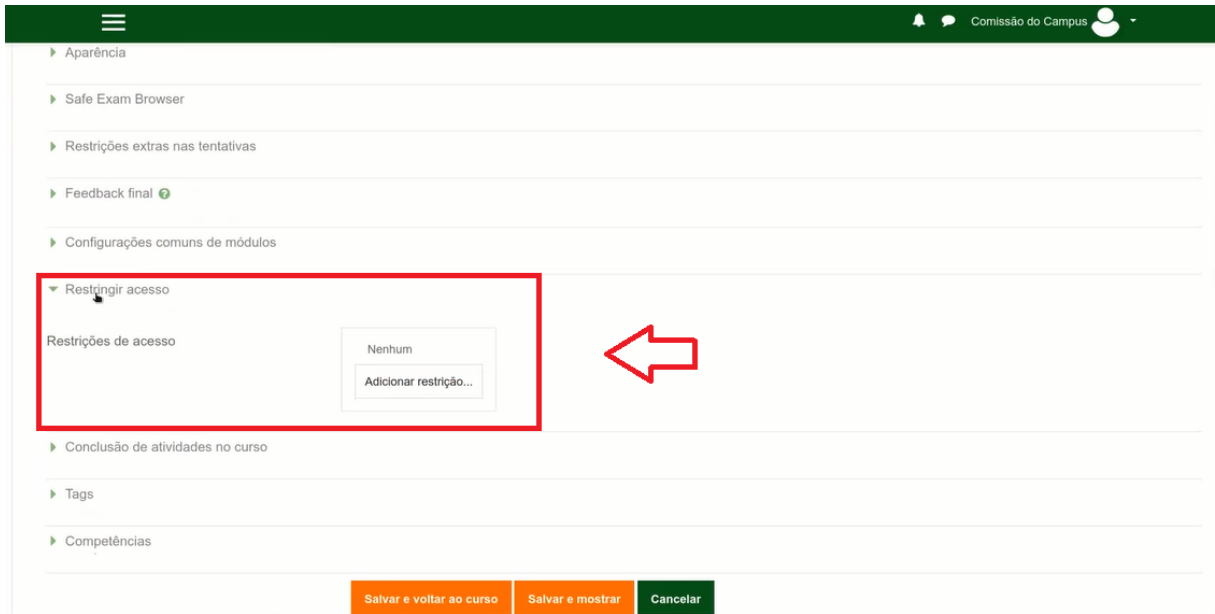 Comissão do Campus
Aparência
Safe Exam Browser
Restrições extras nas tentativas
Feedback final
Configurações comuns de módulos
Restringir acesso
Restrições de acesso
Nenhum
Adicionar restrição...
Conclusão de atividades no curso
Tags
Competências
Salvar e voltar ao curso Salvar e mostrar Cancelar